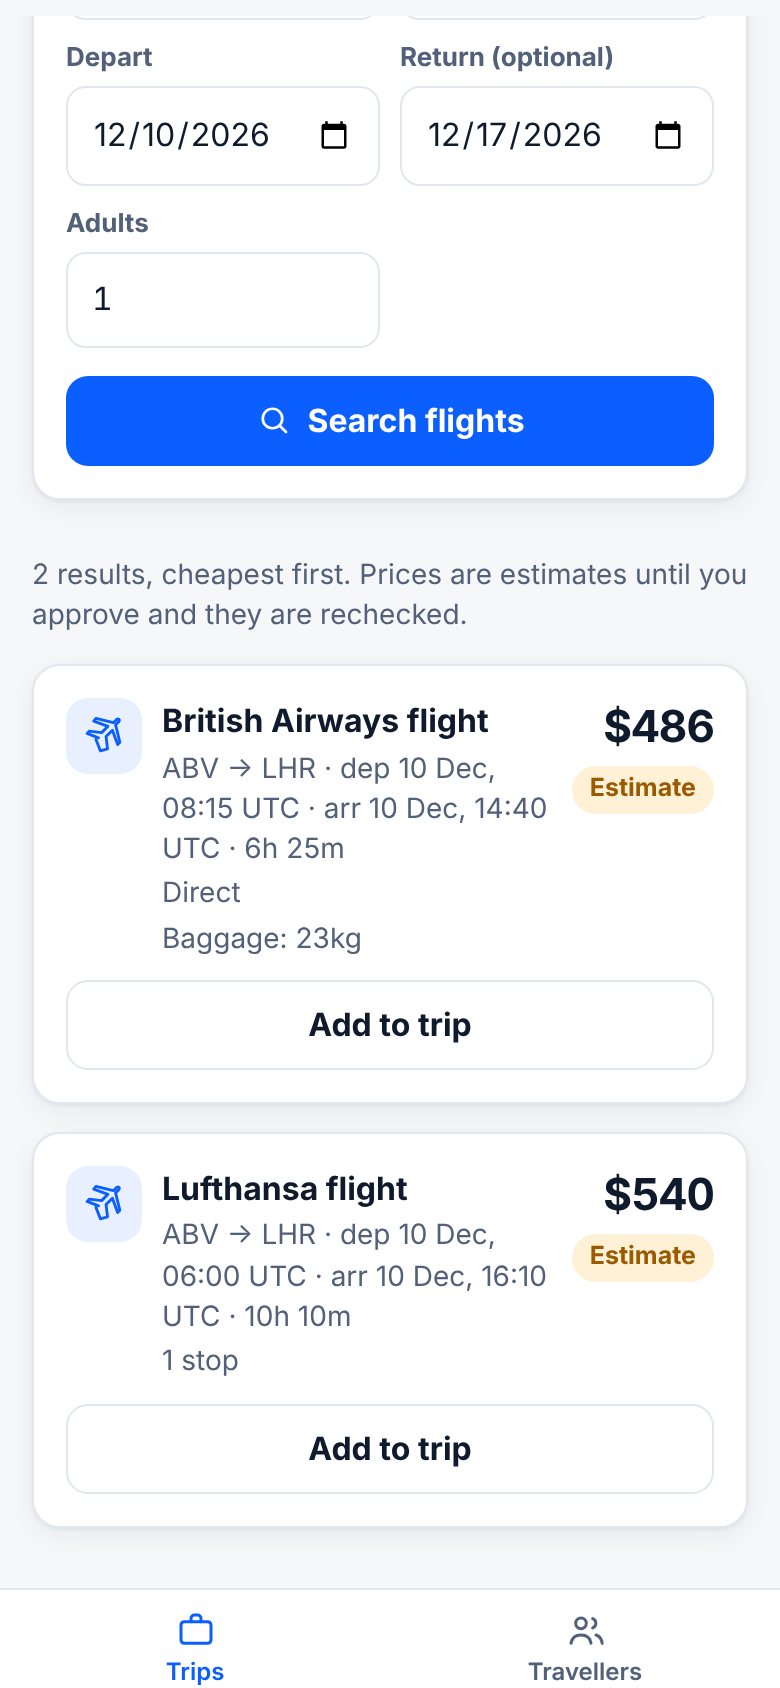 Depart
Return (optional)
12/10/2026
12/17/2026
Adults
1
Search flights
2 results, cheapest first. Prices are estimates until you
approve and they are rechecked.
British Airways flight
$486
ABV → LHR · dep 10 Dec,
Estimate
08:15 UTC · arr 10 Dec, 14:40
UTC · 6h 25m
Direct
Baggage: 23kg
Add to trip
Lufthansa flight
$540
ABV → LHR · dep 10 Dec,
Estimate
06:00 UTC · arr 10 Dec, 16:10
UTC · 10h 10m
1 stop
Add to trip
Trips
Travellers